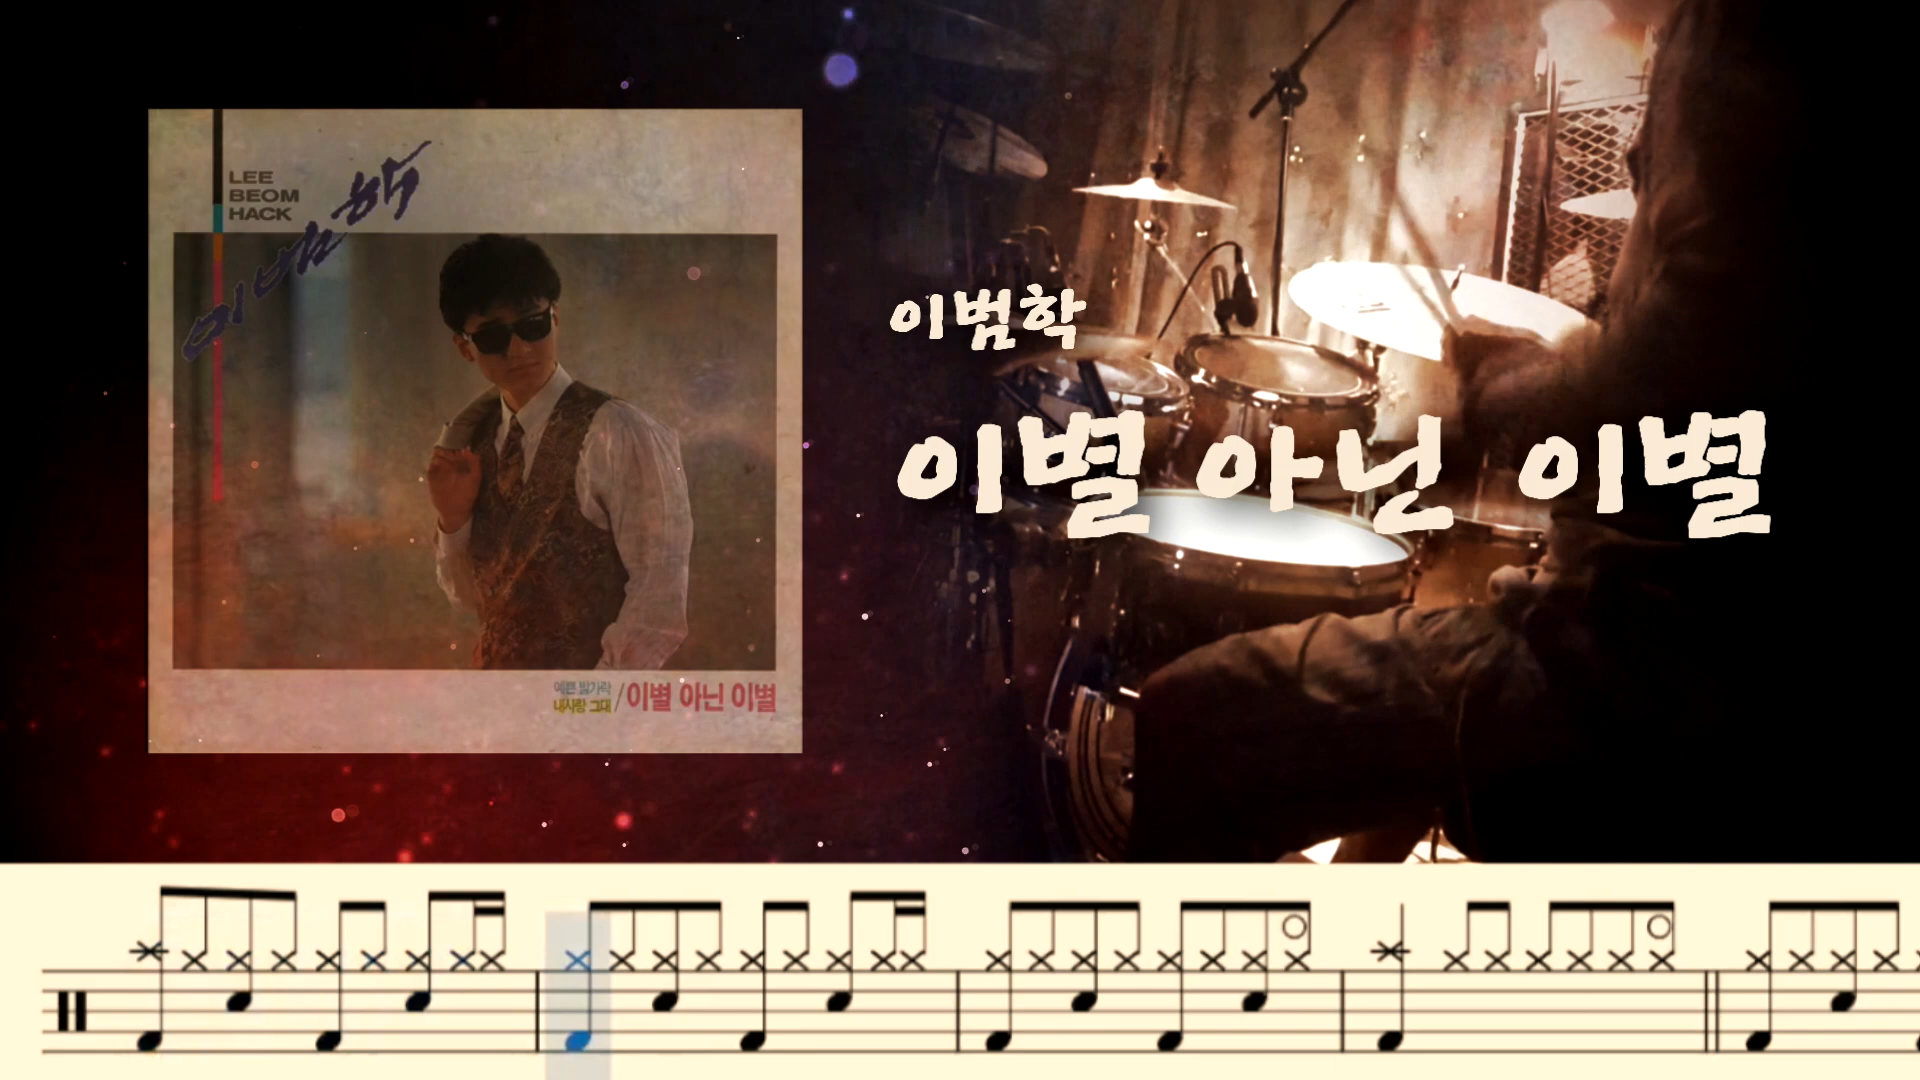 LEE
BEOM
HACK
이범학
예쁜 발가락
내사랑 그대 / 이별 아닌 이별
이범학
이별 아닌 이별